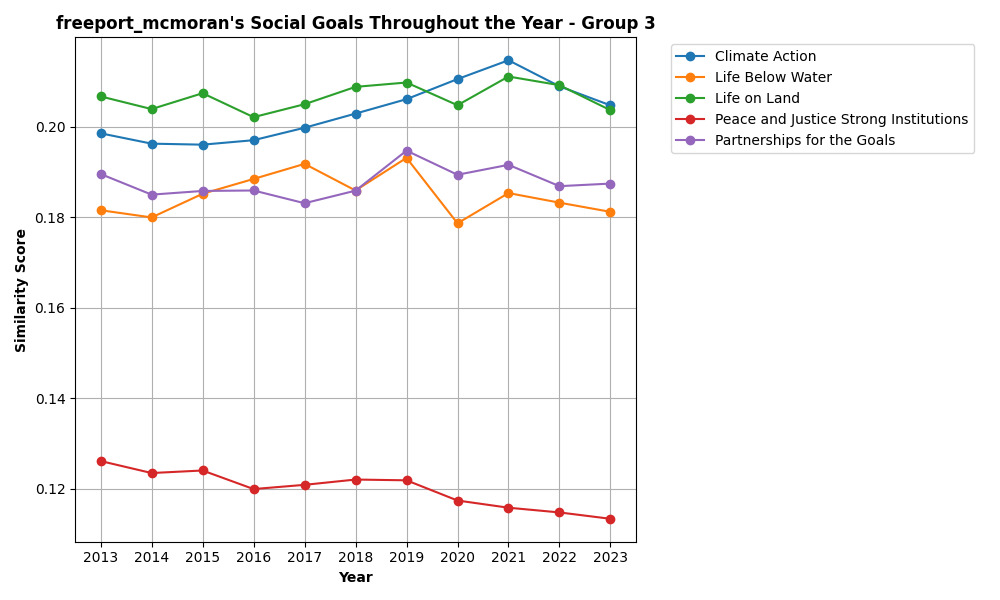 freeport_mcmoran's Social Goals Throughout the Year - Group 3
Climate Action
Life Below Water
Life on Land
Peace and Justice Strong Institutions
Partnerships for the Goals
Similarity Score
0.20
0.18
0.16
0.14
0.12
2013 2014 2015 2016 2017 2018 2019 2020 2021 2022 2023
Year